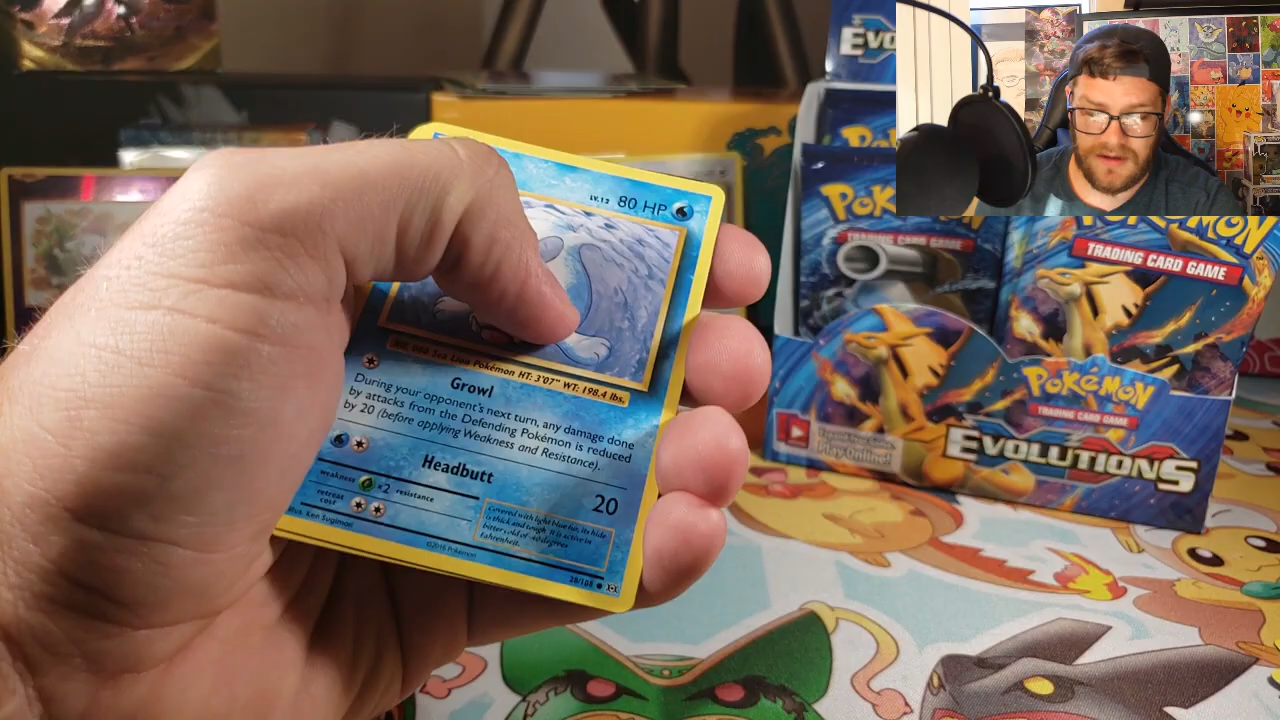 EVO
LV.12 80 HP
NO. 086 Sea Lion Pokémon HT: 3'07" WT: 198.4 lbs.
Growl
During your opponent's next turn, any damage done
by attacks from the Defending Pokémon is reduced
by 20 (before applying Weakness and Resistance).
Headbutt
20
weakness ×2 resistance
retreat
cost
Covered with light blue fur, its hide
is thick and tough. It is active in
bitter cold of -40 degrees
Fahrenheit.
Illus. Ken Sugimori
©2016 Pokémon
28/108
POKÉMON
TRADING CARD GAME
POKÉMON
TRADING CARD GAME
POKÉMON
TRADING CARD GAME
EVOLUTIONS
Play Online!